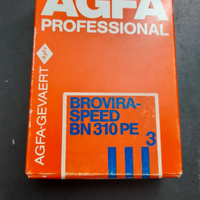 AGFA
PROFESSIONAL
AGFA-GEVAERT
BROVIRA-
SPEED
BN 310 PE
3